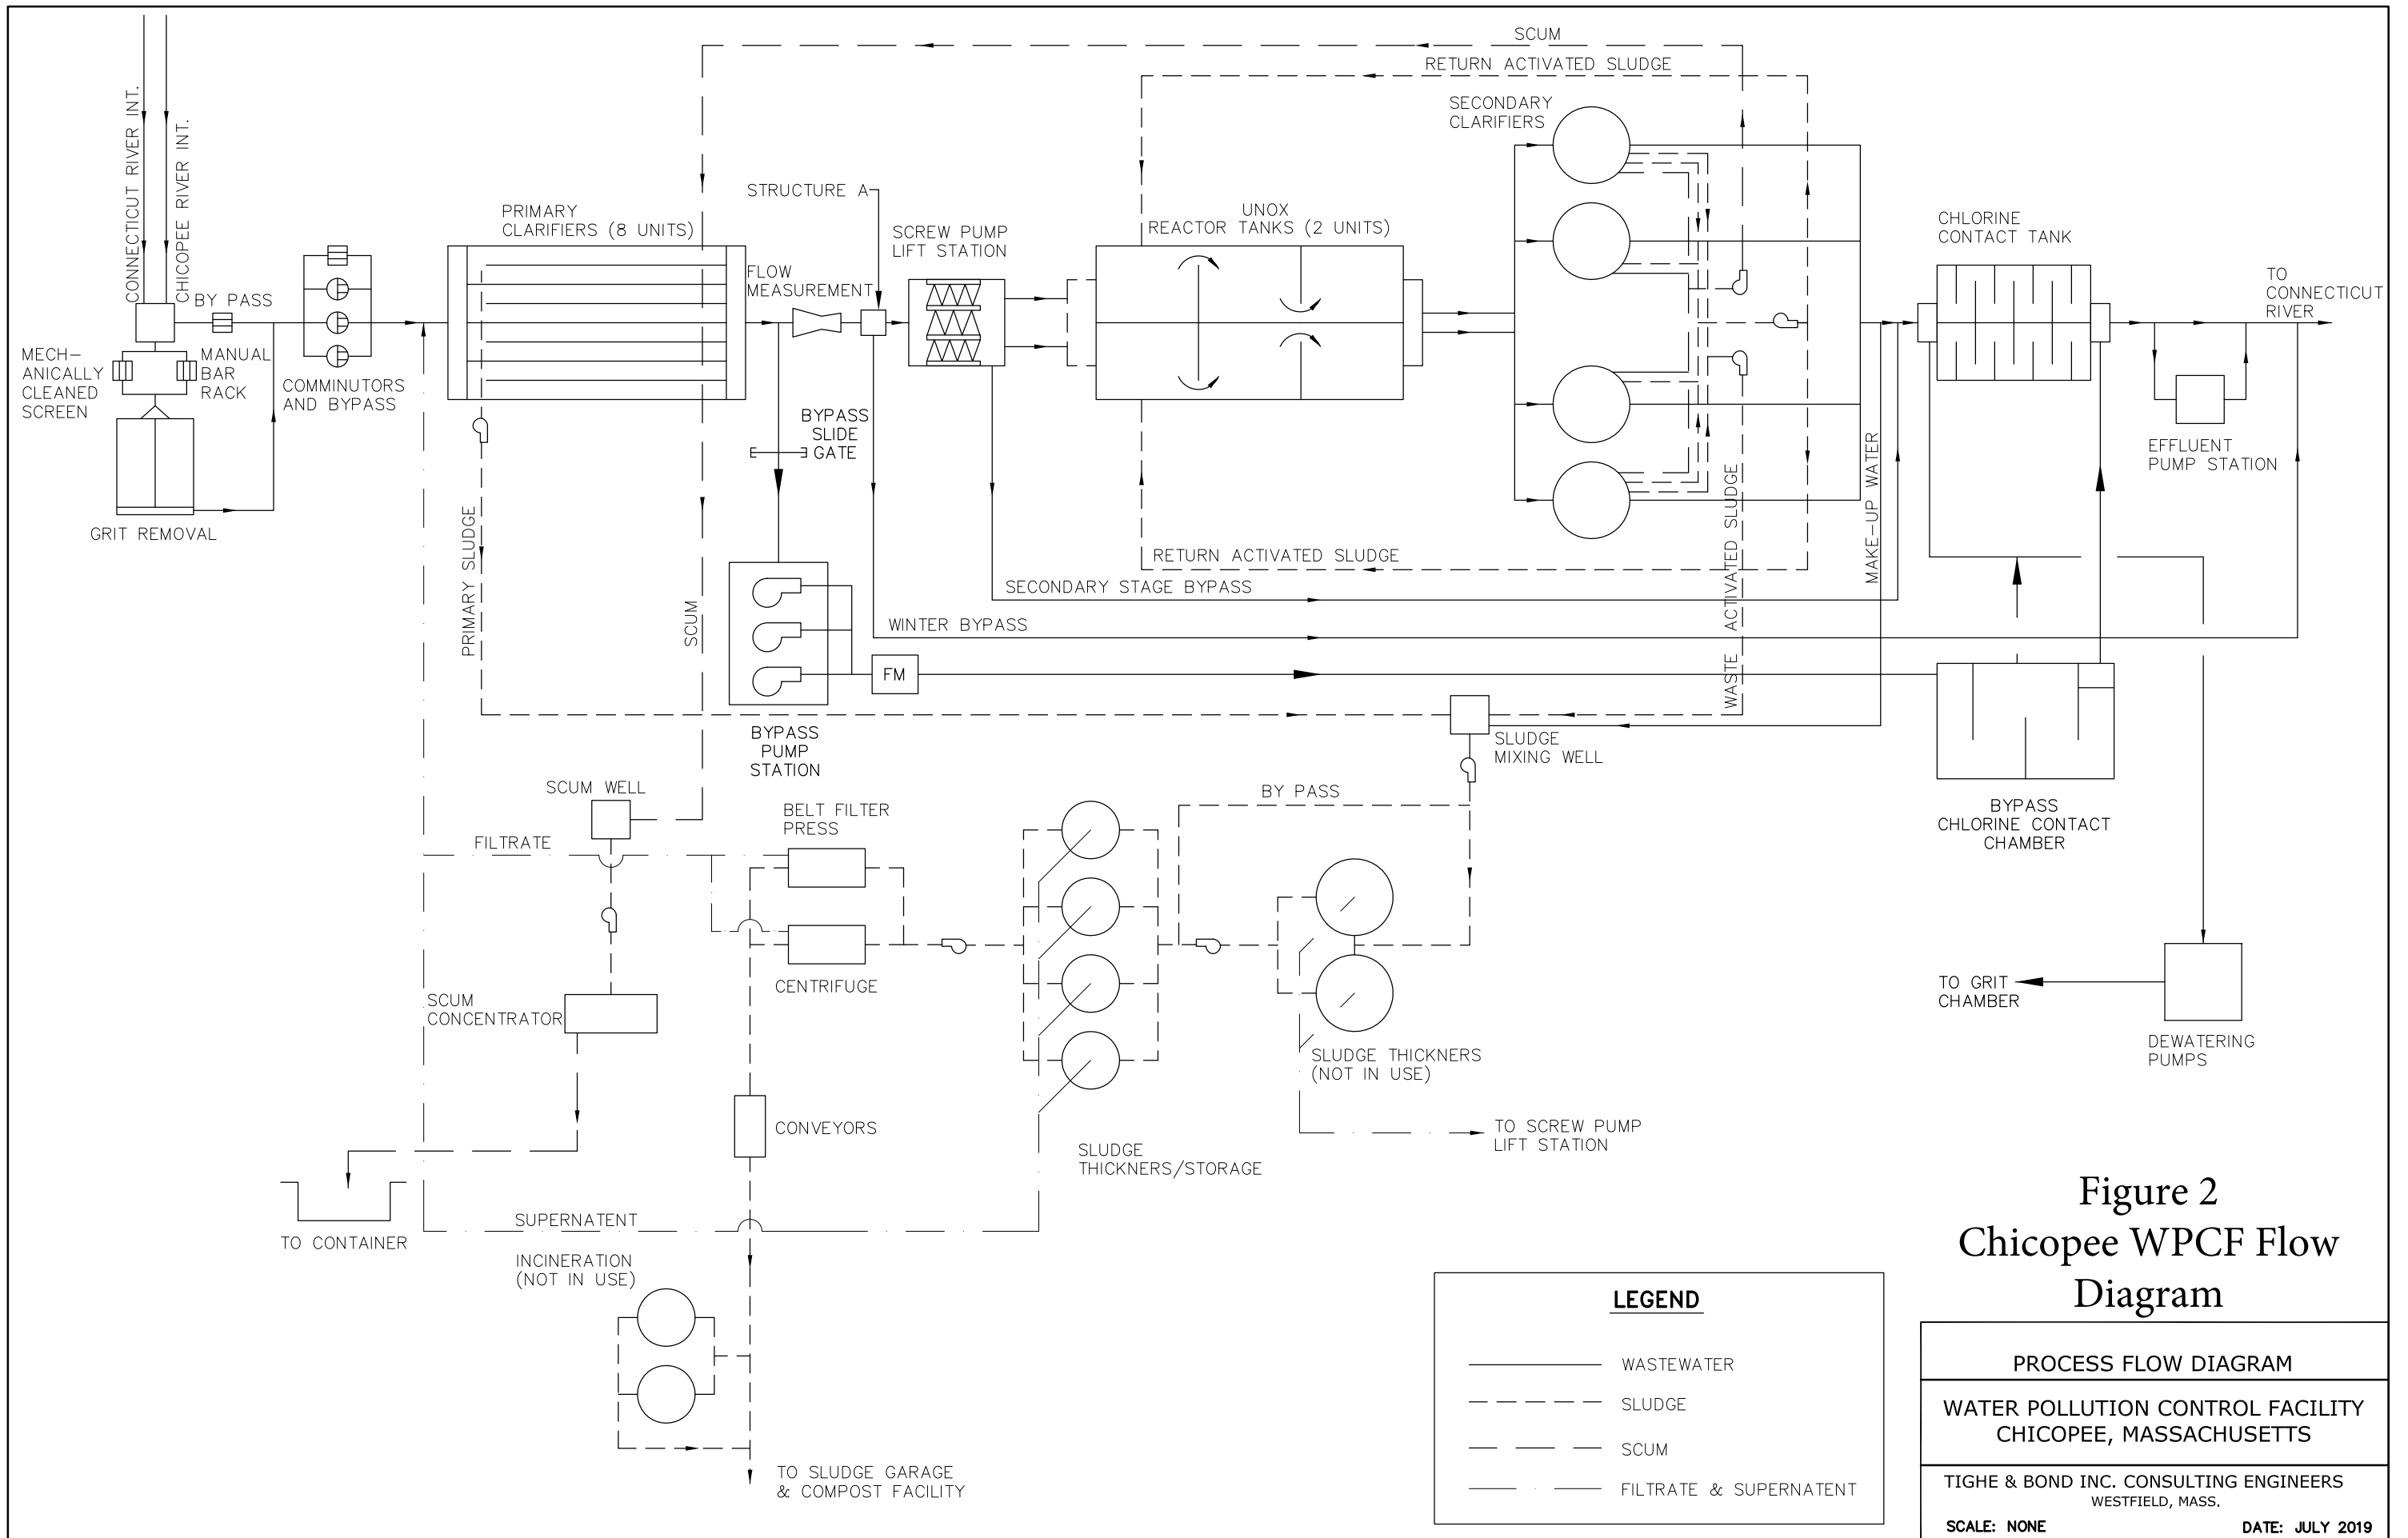 SCUM
RETURN ACTIVATED SLUDGE
CONNECTICUT RIVER INT.
CHICOPEE RIVER INT.
SECONDARY
CLARIFIERS
STRUCTURE A
PRIMARY
CLARIFIERS (8 UNITS)
SCREW PUMP
LIFT STATION
UNOX
REACTOR TANKS (2 UNITS)
CHLORINE
CONTACT TANK
TO
CONNECTICUT
RIVER
BY PASS
FLOW
MEASUREMENT
MECH-
ANICALLY
CLEANED
SCREEN
MANUAL
BAR
RACK
COMMINUTORS
AND BYPASS
GRIT REMOVAL
BYPASS
SLIDE
GATE
EFFLUENT
PUMP STATION
PRIMARY SLUDGE
SCUM
RETURN ACTIVATED SLUDGE
SECONDARY STAGE BYPASS
WINTER BYPASS
WASTE ACTIVATED SLUDGE
MAKE-UP WATER
FM
BYPASS
PUMP
STATION
SLUDGE
MIXING WELL
BYPASS
CHLORINE CONTACT
CHAMBER
SCUM WELL
BELT FILTER
PRESS
BY PASS
FILTRATE
CENTRIFUGE
SCUM
CONCENTRATOR
TO GRIT
CHAMBER
DEWATERING
PUMPS
SLUDGE THICKNERS
(NOT IN USE)
CONVEYORS
TO SCREW PUMP
LIFT STATION
SLUDGE
THICKNERS/STORAGE
SUPERNATENT
TO CONTAINER
INCINERATION
(NOT IN USE)
TO SLUDGE GARAGE
& COMPOST FACILITY
LEGEND
WASTEWATER
SLUDGE
SCUM
FILTRATE & SUPERNATENT
Figure 2
Chicopee WPCF Flow
Diagram
PROCESS FLOW DIAGRAM
WATER POLLUTION CONTROL FACILITY
CHICOPEE, MASSACHUSETTS
TIGHE & BOND INC. CONSULTING ENGINEERS
WESTFIELD, MASS.
SCALE: NONE
DATE: JULY 2019